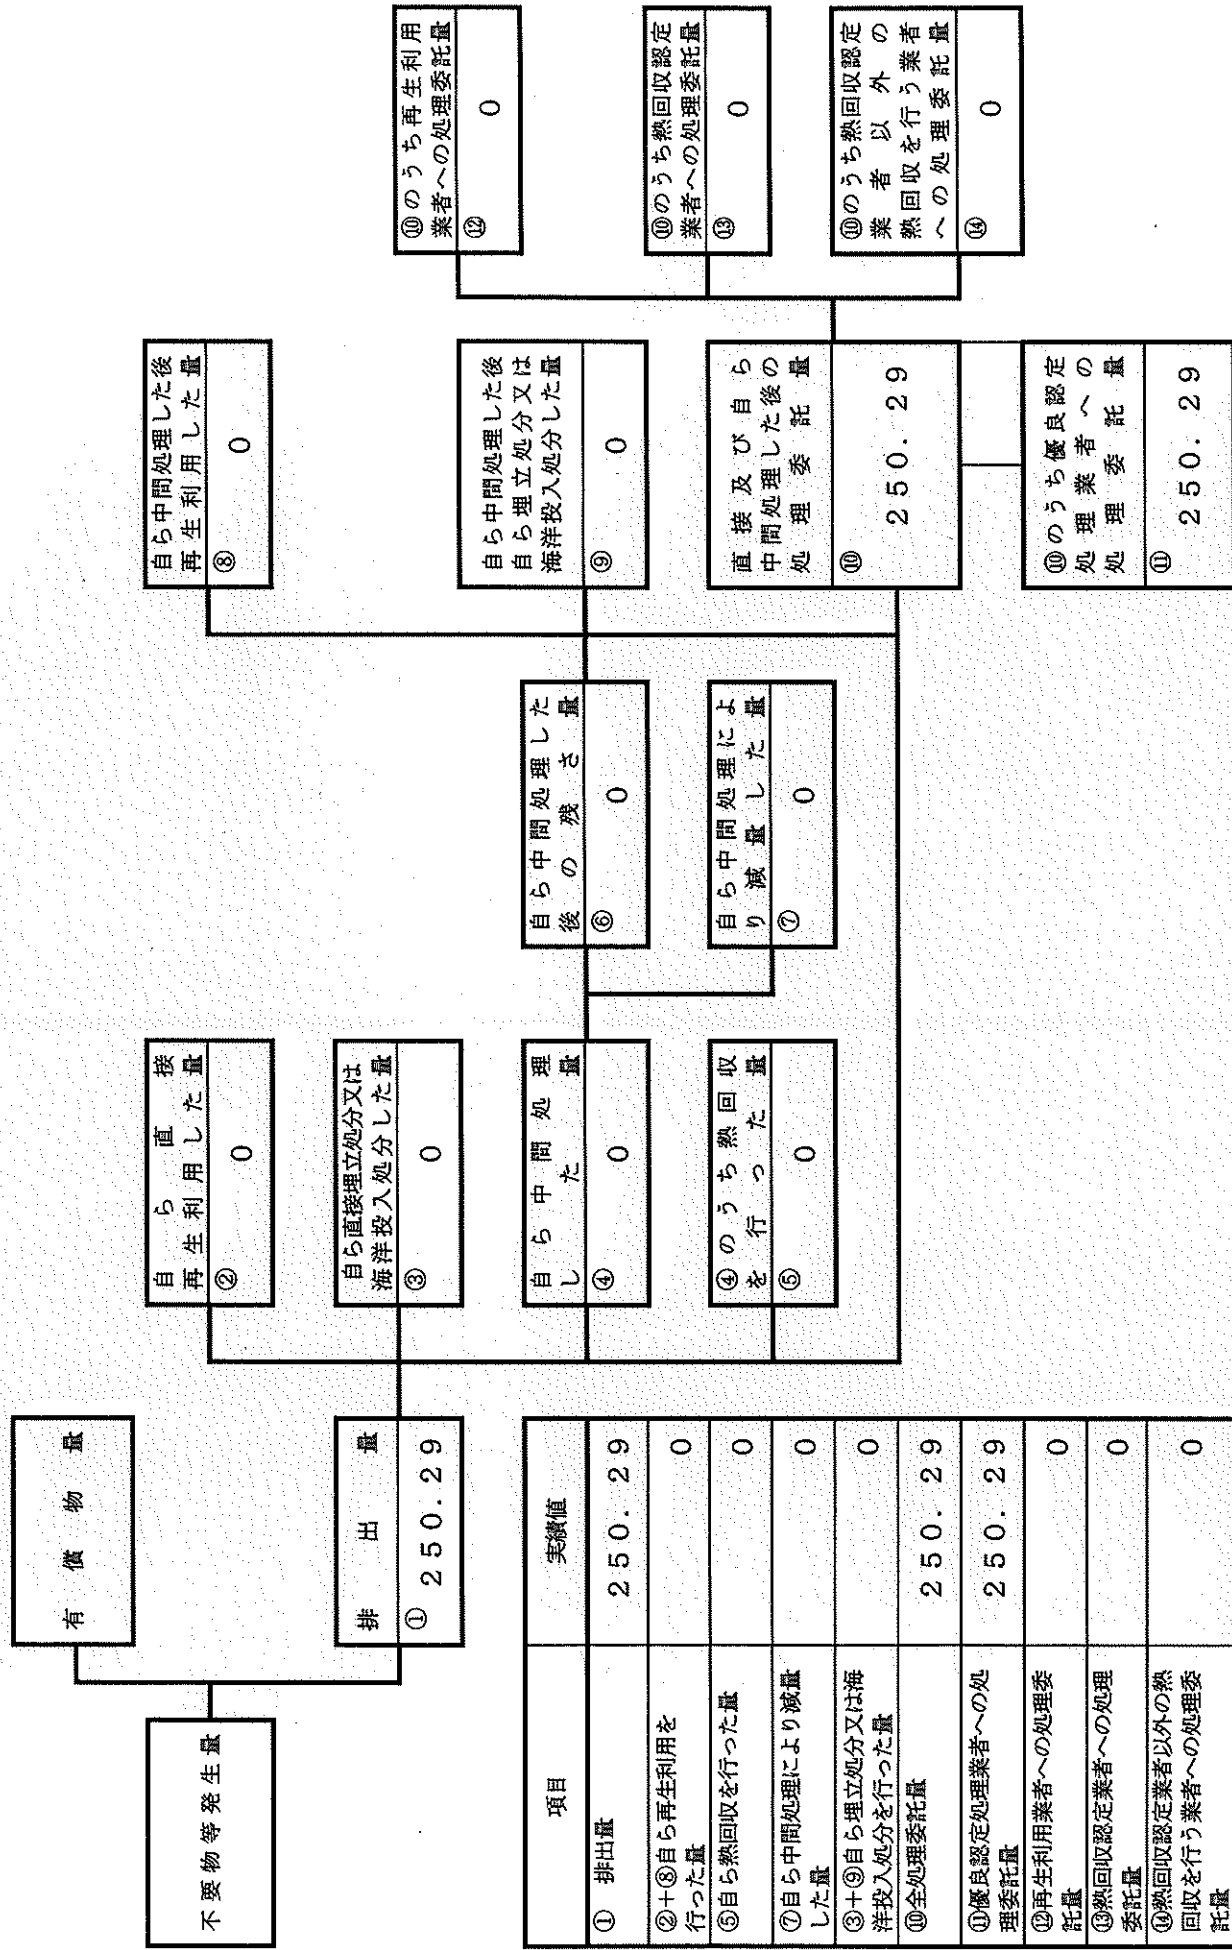 不要物等発生量
有償物量
排出量
① 250.29
自ら直接
再生利用した量
② 0
自ら直接埋立処分又は
海洋投入処分した量
③ 0
自ら中間処理
した量
④ 0
④のうち熱回収
を行った量
⑤ 0
自ら中間処理した
後の残さ量
⑥ 0
自ら中間処理によ
り減量した量
⑦ 0
自ら中間処理した後
再生利用した量
⑧ 0
自ら中間処理した後
自ら埋立処分又は
海洋投入処分した量
⑨ 0
直接及び自ら
中間処理した後の
処理委託量
⑩ 250.29
⑩のうち優良認定
処理業者への
処理委託量
⑪ 250.29
⑩のうち再生利用
業者への処理委託量
⑫ 0
⑩のうち熱回収認定
業者への処理委託量
⑬ 0
⑩のうち熱回収認定
業者以外の
熱回収を行う業者
への処理委託量
⑭ 0
項目 実績値
① 排出量 250.29
②+⑧自ら再生利用を
行った量 0
⑤自ら熱回収を行った量 0
⑦自ら中間処理により減量
した量 0
③+⑨自ら埋立処分又は海
洋投入処分を行った量 0
⑩全処理委託量 250.29
⑪優良認定処理業者への処
理委託量 250.29
⑫再生利用業者への処理委
託量 0
⑬熱回収認定業者への処理
委託量 0
⑭熱回収認定業者以外の熱
回収を行う業者への処理委
託量 0